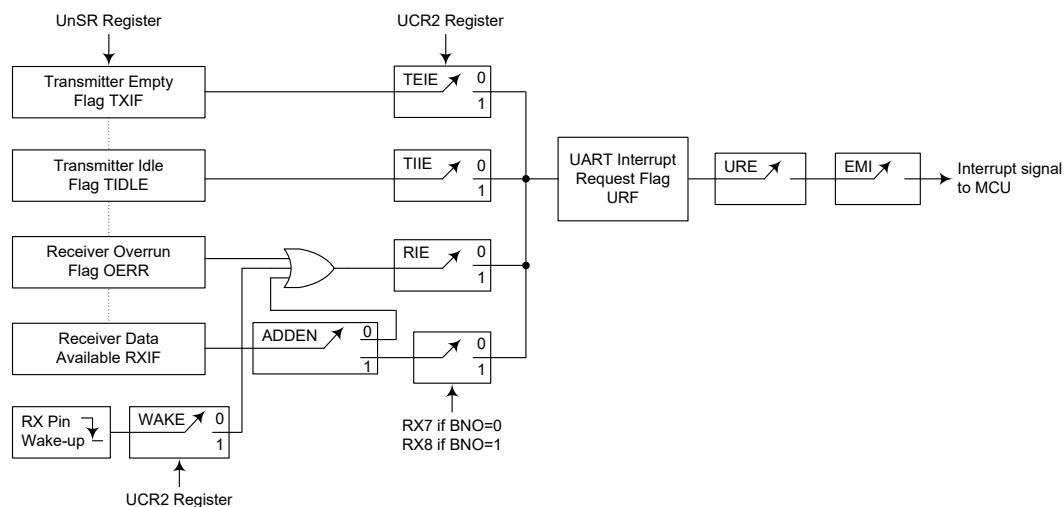 UnSR Register
UCR2 Register
Transmitter Empty
Flag TXIF
TEIE
0
1
Transmitter Idle
Flag TIDLE
TIIE
0
1
UART Interrupt
Request Flag
URF
URE
EMI
Interrupt signal
to MCU
Receiver Overrun
Flag OERR
RIE
0
1
Receiver Data
Available RXIF
ADDEN
0
1
0
1
RX Pin
Wake-up
WAKE
0
1
RX7 if BNO=0
RX8 if BNO=1
UCR2 Register